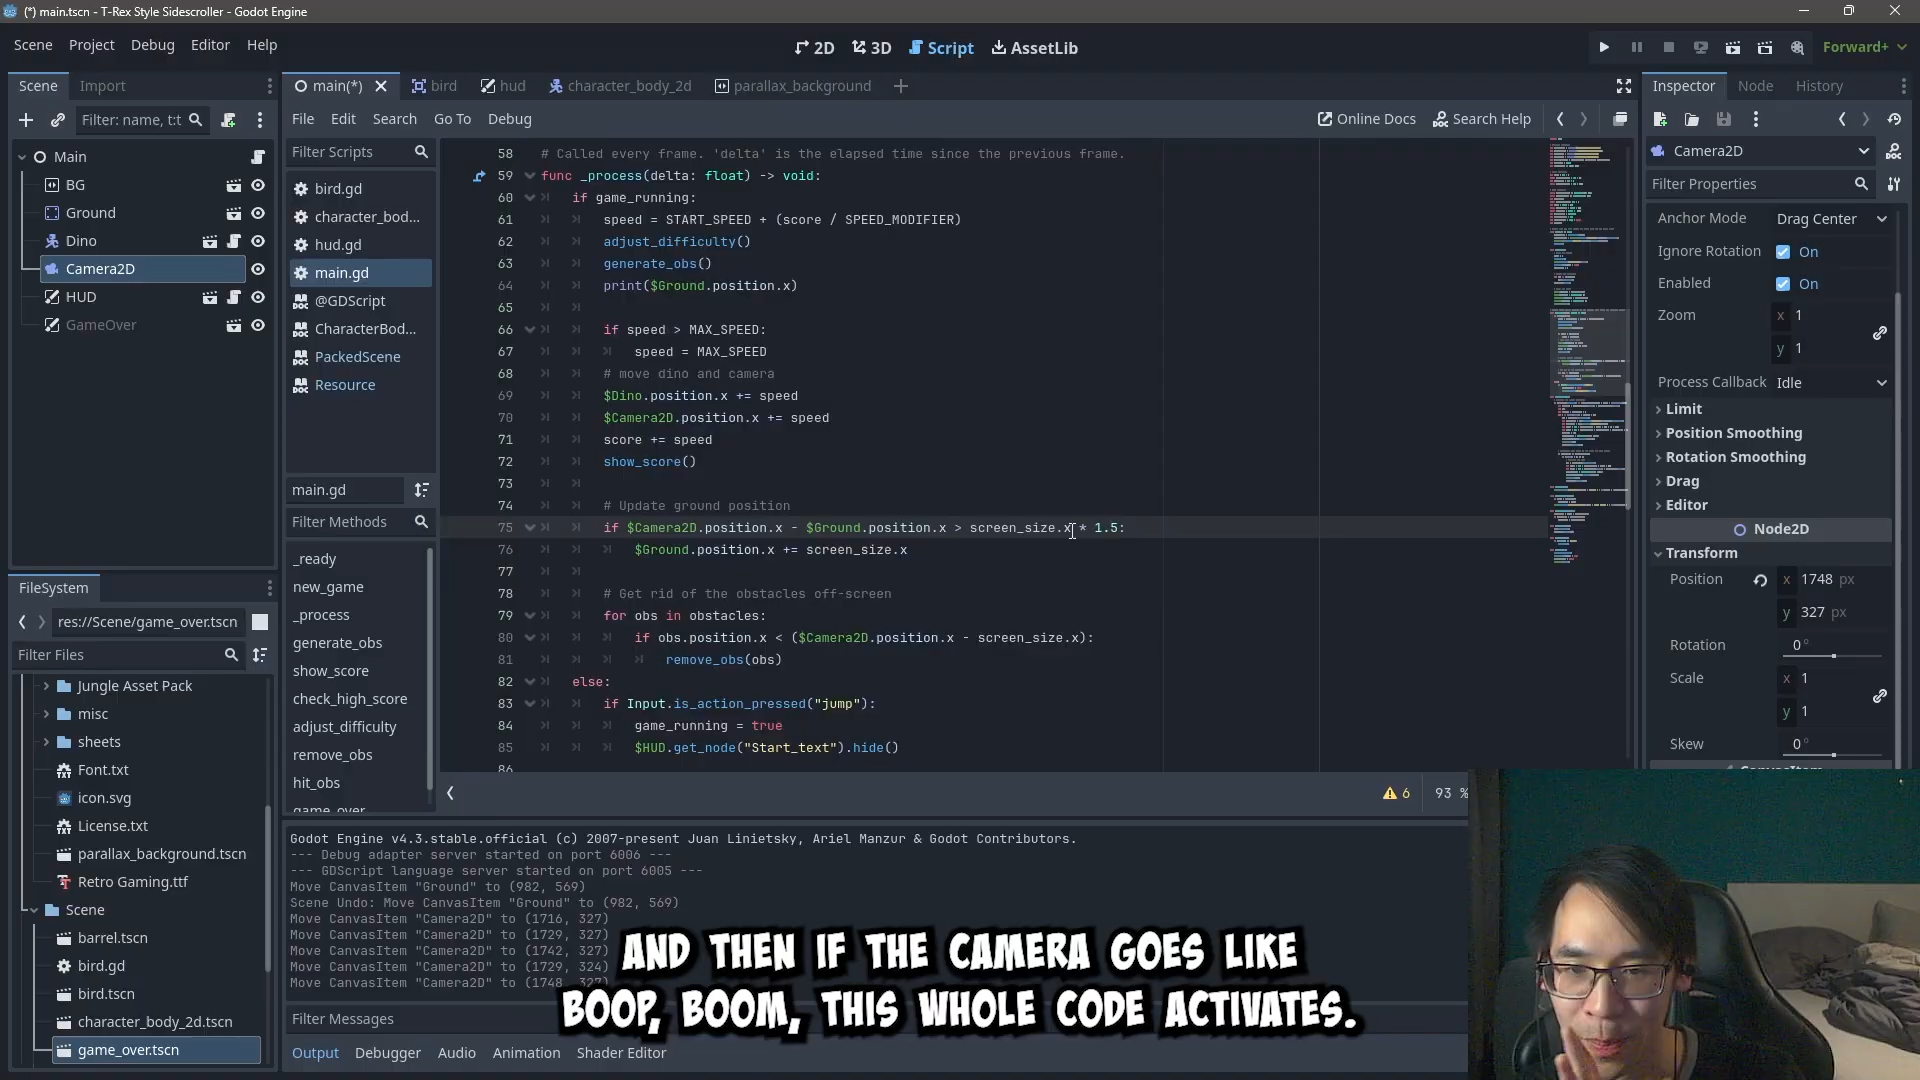 (*) main.tscn - T-Rex Style Sidescroller - Godot Engine
Scene Project Debug Editor Help
2D 3D Script AssetLib
Forward+
Scene Import
main(*) bird hud character_body_2d parallax_background
Inspector Node History
Filter: name, t:t
File Edit Search Go To Debug
Online Docs Search Help
Main
BG
Ground
Dino
Camera2D
HUD
GameOver
Filter Scripts
bird.gd
character_bod...
hud.gd
main.gd
@GDScript
CharacterBod...
PackedScene
Resource
main.gd
Filter Methods
_ready
new_game
_process
generate_obs
show_score
check_high_score
adjust_difficulty
remove_obs
hit_obs
game_over
58 # Called every frame. 'delta' is the elapsed time since the previous frame.
59 func _process(delta: float) -> void:
60 if game_running:
61 speed = START_SPEED + (score / SPEED_MODIFIER)
62 adjust_difficulty()
63 generate_obs()
64 print($Ground.position.x)
65
66 if speed > MAX_SPEED:
67 speed = MAX_SPEED
68 # move dino and camera
69 $Dino.position.x += speed
70 $Camera2D.position.x += speed
71 score += speed
72 show_score()
73
74 # Update ground position
75 if $Camera2D.position.x - $Ground.position.x > screen_size.x * 1.5:
76 $Ground.position.x += screen_size.x
77
78 # Get rid of the obstacles off-screen
79 for obs in obstacles:
80 if obs.position.x < ($Camera2D.position.x - screen_size.x):
81 remove_obs(obs)
82 else:
83 if Input.is_action_pressed("jump"):
84 game_running = true
85 $HUD.get_node("Start_text").hide()
86
6 93 %
Camera2D
Filter Properties
Anchor Mode Drag Center
Ignore Rotation On
Enabled On
Zoom x 1
y 1
Process Callback Idle
Limit
Position Smoothing
Rotation Smoothing
Drag
Editor
Node2D
Transform
Position x 1748 px
y 327 px
Rotation 0 °
Scale x 1
y 1
Skew 0 °
CanvasItem
FileSystem
res://Scene/game_over.tscn
Filter Files
Jungle Asset Pack
misc
sheets
Font.txt
icon.svg
License.txt
parallax_background.tscn
Retro Gaming.ttf
Scene
barrel.tscn
bird.gd
bird.tscn
character_body_2d.tscn
game_over.tscn
Godot Engine v4.3.stable.official (c) 2007-present Juan Linietsky, Ariel Manzur & Godot Contributors.
--- Debug adapter server started on port 6006 ---
--- GDScript language server started on port 6005 ---
Move CanvasItem "Ground" to (982, 569)
Scene Undo: Move CanvasItem "Ground" to (982, 569)
Move CanvasItem "Camera2D" to (1716, 327)
Move CanvasItem "Camera2D" to (1729, 327)
Move CanvasItem "Camera2D" to (1742, 327)
Move CanvasItem "Camera2D" to (1729, 324)
Move CanvasItem "Camera2D" to (1748, 327)
AND THEN IF THE CAMERA GOES LIKE
BOOP, BOOM, THIS WHOLE CODE ACTIVATES.
Filter Messages
Output Debugger Audio Animation Shader Editor